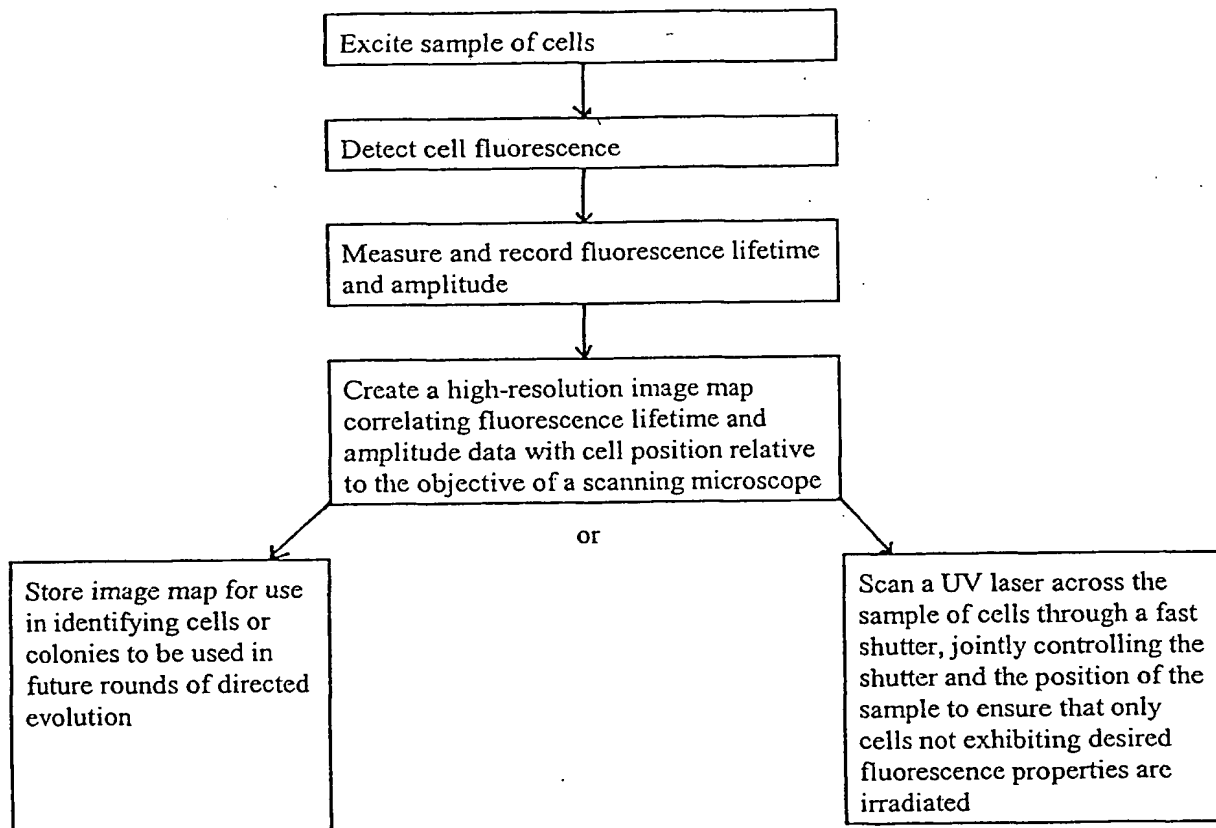 Excite sample of cells
Detect cell fluorescence
Measure and record fluorescence lifetime
and amplitude
Create a high-resolution image map
correlating fluorescence lifetime and
amplitude data with cell position relative
to the objective of a scanning microscope
or
Store image map for use
in identifying cells or
colonies to be used in
future rounds of directed
evolution
Scan a UV laser across the
sample of cells through a fast
shutter, jointly controlling the
shutter and the position of the
sample to ensure that only
cells not exhibiting desired
fluorescence properties are
irradiated